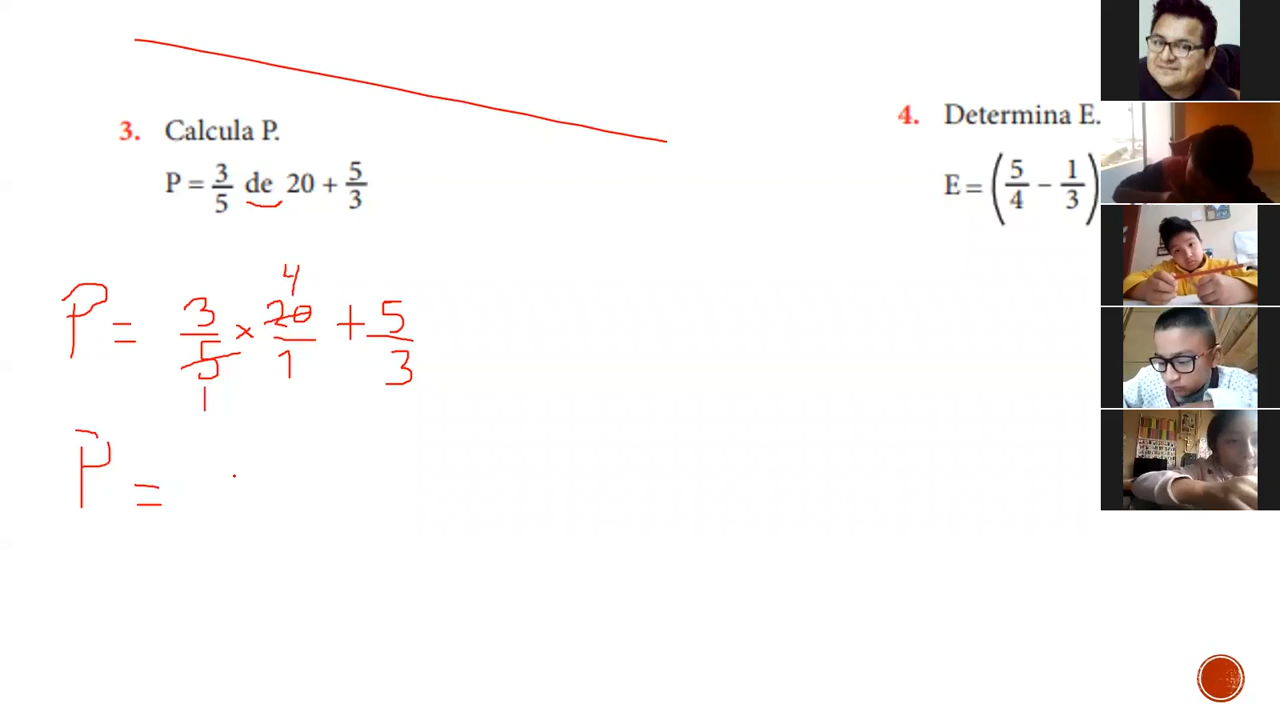 3. Calcula P.
P = 3/5 de 20 + 5/3
P = 3/5 1 × 20/1 4 + 5/3
P =
4. Determina E.
E = (5/4 − 1/3)